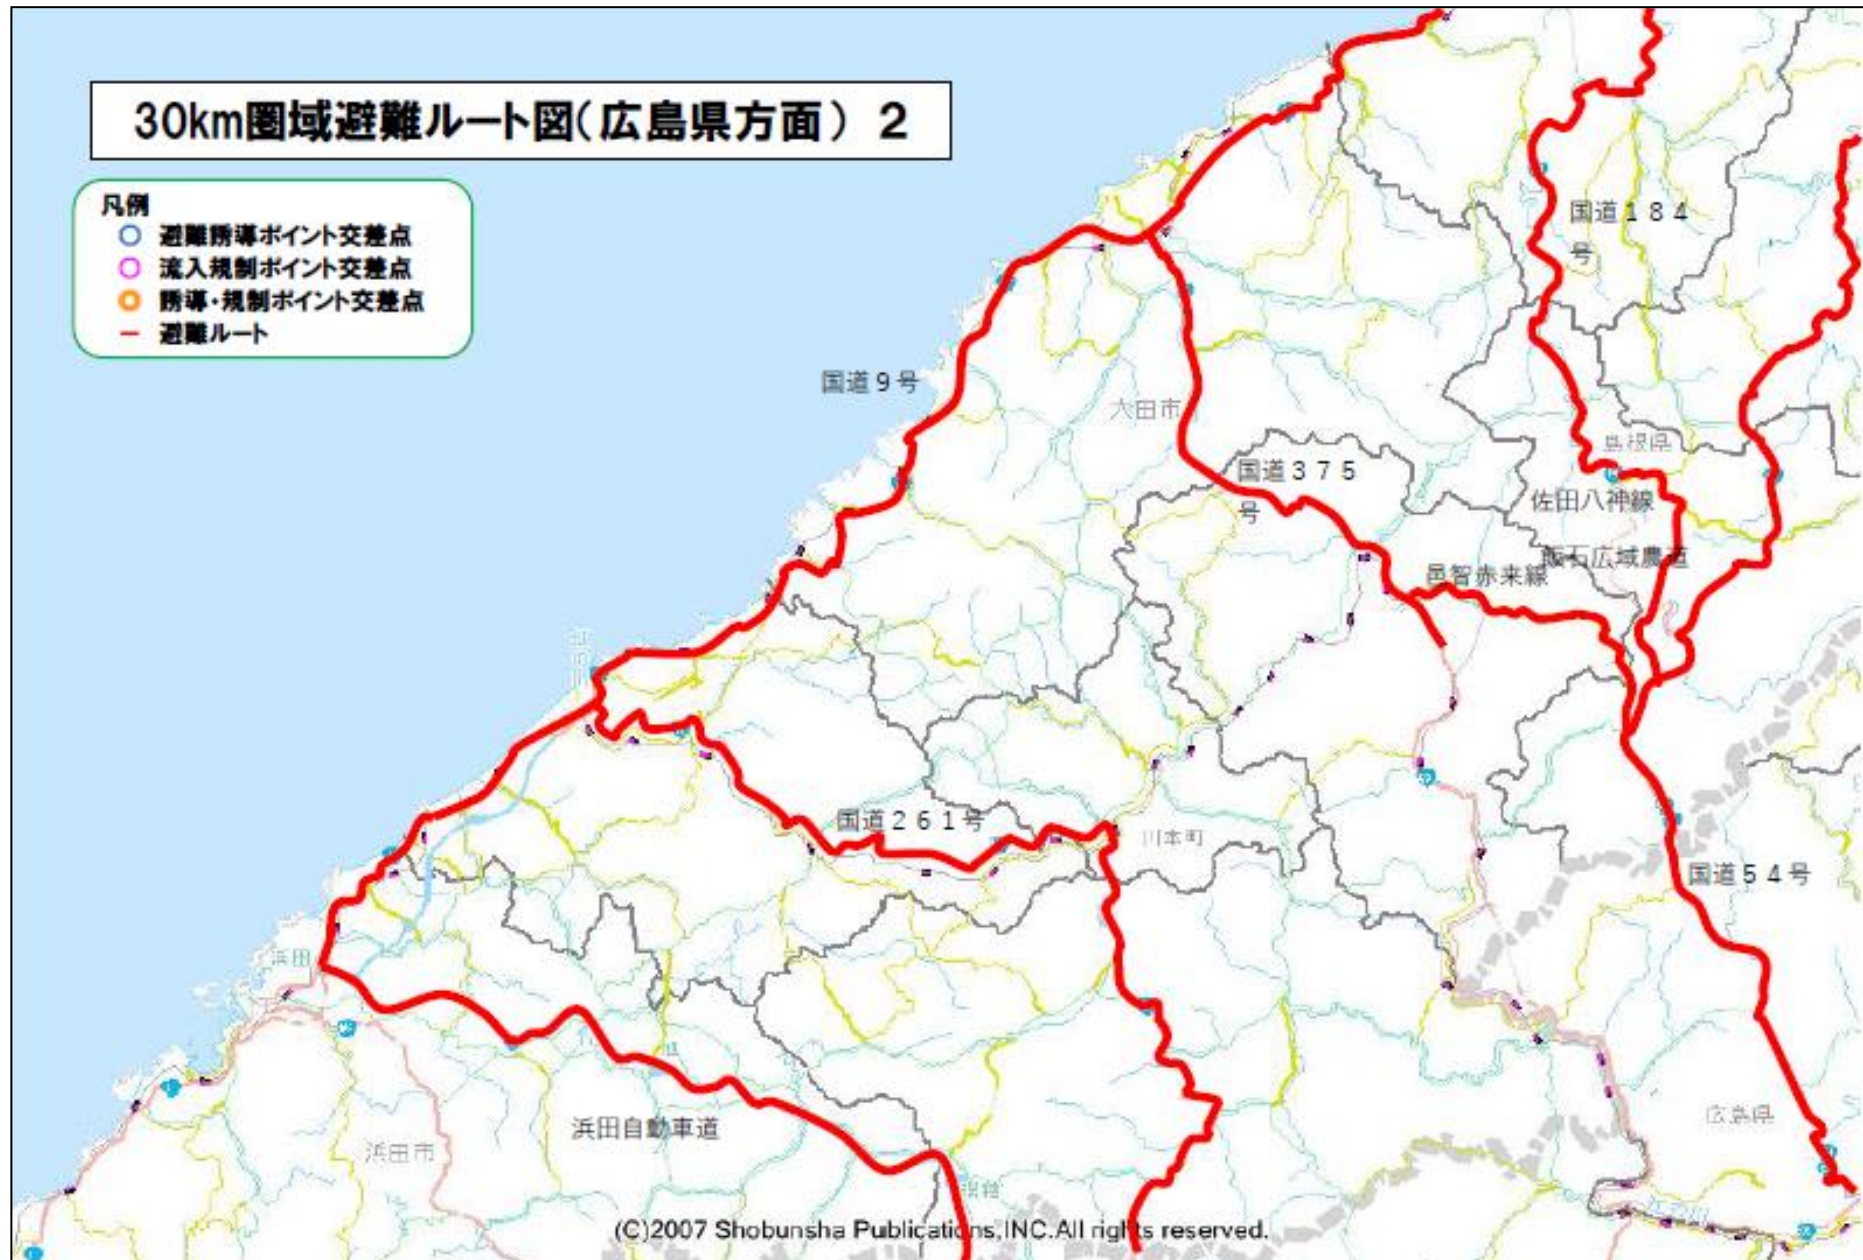 30km圏域避難ルート図(広島県方面) 2
凡例
避難誘導ポイント交差点
流入規制ポイント交差点
誘導・規制ポイント交差点
避難ルート
国道184
号
国道9号
大田市
島根県
国道375
号
佐田八神線
飯石広域農道
邑智赤来線
国道261号
川本町
国道54号
浜田
浜田自動車道
浜田市
広島県
(C)2007 Shobunsha Publications,INC.All rights reserved.